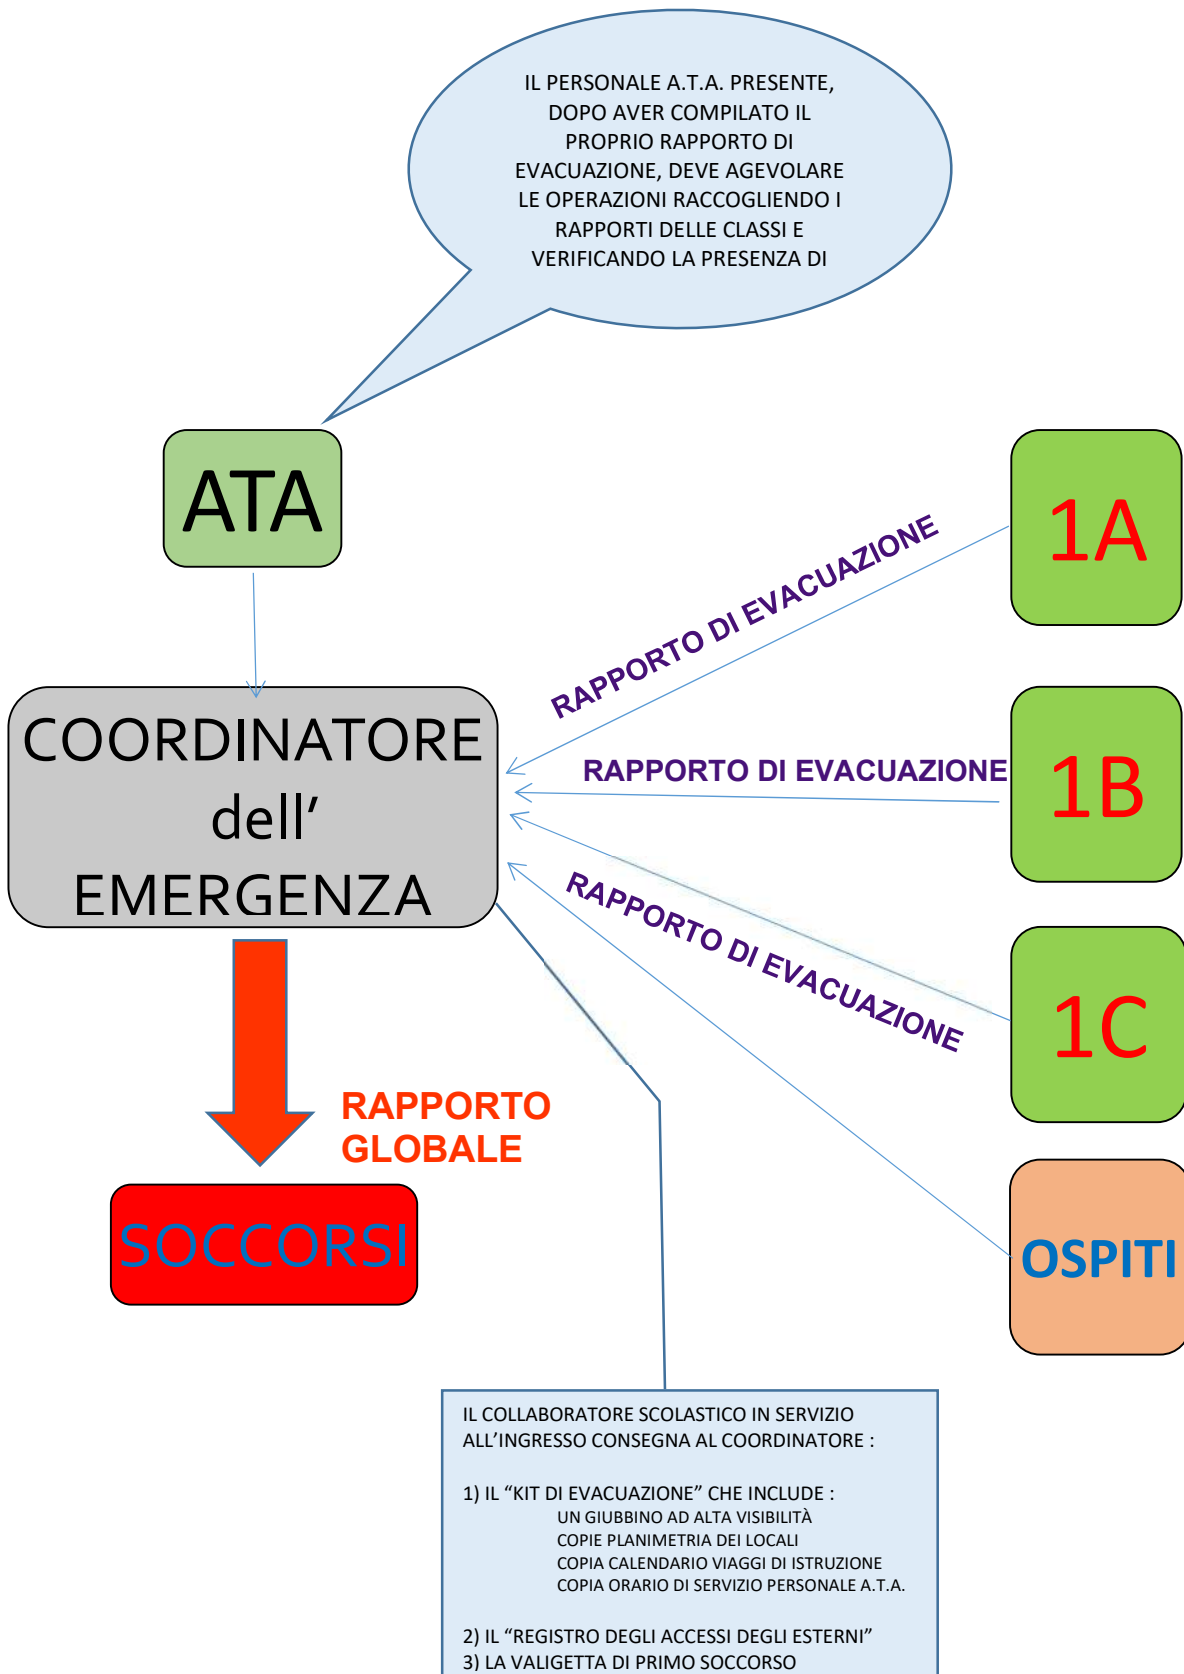 IL PERSONALE A.T.A. PRESENTE,
DOPO AVER COMPILATO IL
PROPRIO RAPPORTO DI
EVACUAZIONE, DEVE AGEVOLARE
LE OPERAZIONI RACCOGLIENDO I
RAPPORTI DELLE CLASSI E
VERIFICANDO LA PRESENZA DI
ATA
1A
RAPPORTO DI EVACUAZIONE
COORDINATORE
dell’
EMERGENZA
RAPPORTO DI EVACUAZIONE
1B
RAPPORTO DI EVACUAZIONE
1C
RAPPORTO
GLOBALE
SOCCORSI
OSPITI
IL COLLABORATORE SCOLASTICO IN SERVIZIO
ALL’INGRESSO CONSEGNA AL COORDINATORE :
1) IL “KIT DI EVACUAZIONE” CHE INCLUDE :
UN GIUBBINO AD ALTA VISIBILITÀ
COPIE PLANIMETRIA DEI LOCALI
COPIA CALENDARIO VIAGGI DI ISTRUZIONE
COPIA ORARIO DI SERVIZIO PERSONALE A.T.A.
2) IL “REGISTRO DEGLI ACCESSI DEGLI ESTERNI”
3) LA VALIGETTA DI PRIMO SOCCORSO